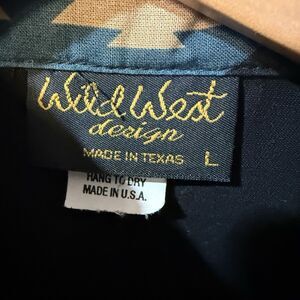 Wild West
design
MADE IN TEXAS L
HANG TO DRY
MADE IN U.S.A.